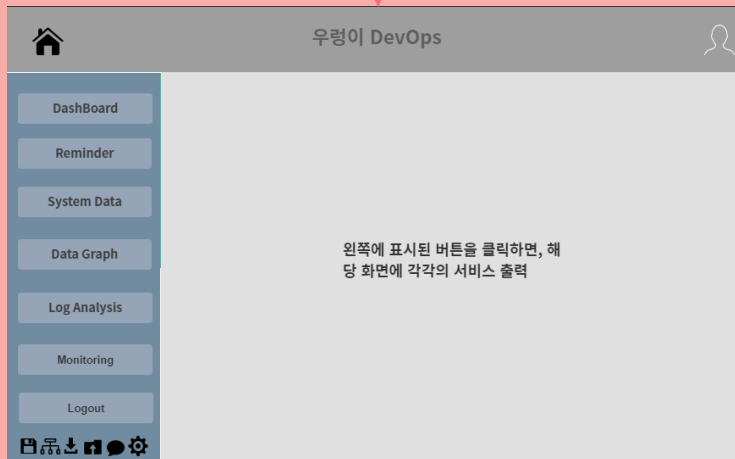 우렁이 DevOps
DashBoard
Reminder
System Data
Data Graph
Log Analysis
Monitoring
Logout
왼쪽에 표시된 버튼을 클릭하면, 해
당 화면에 각각의 서비스 출력